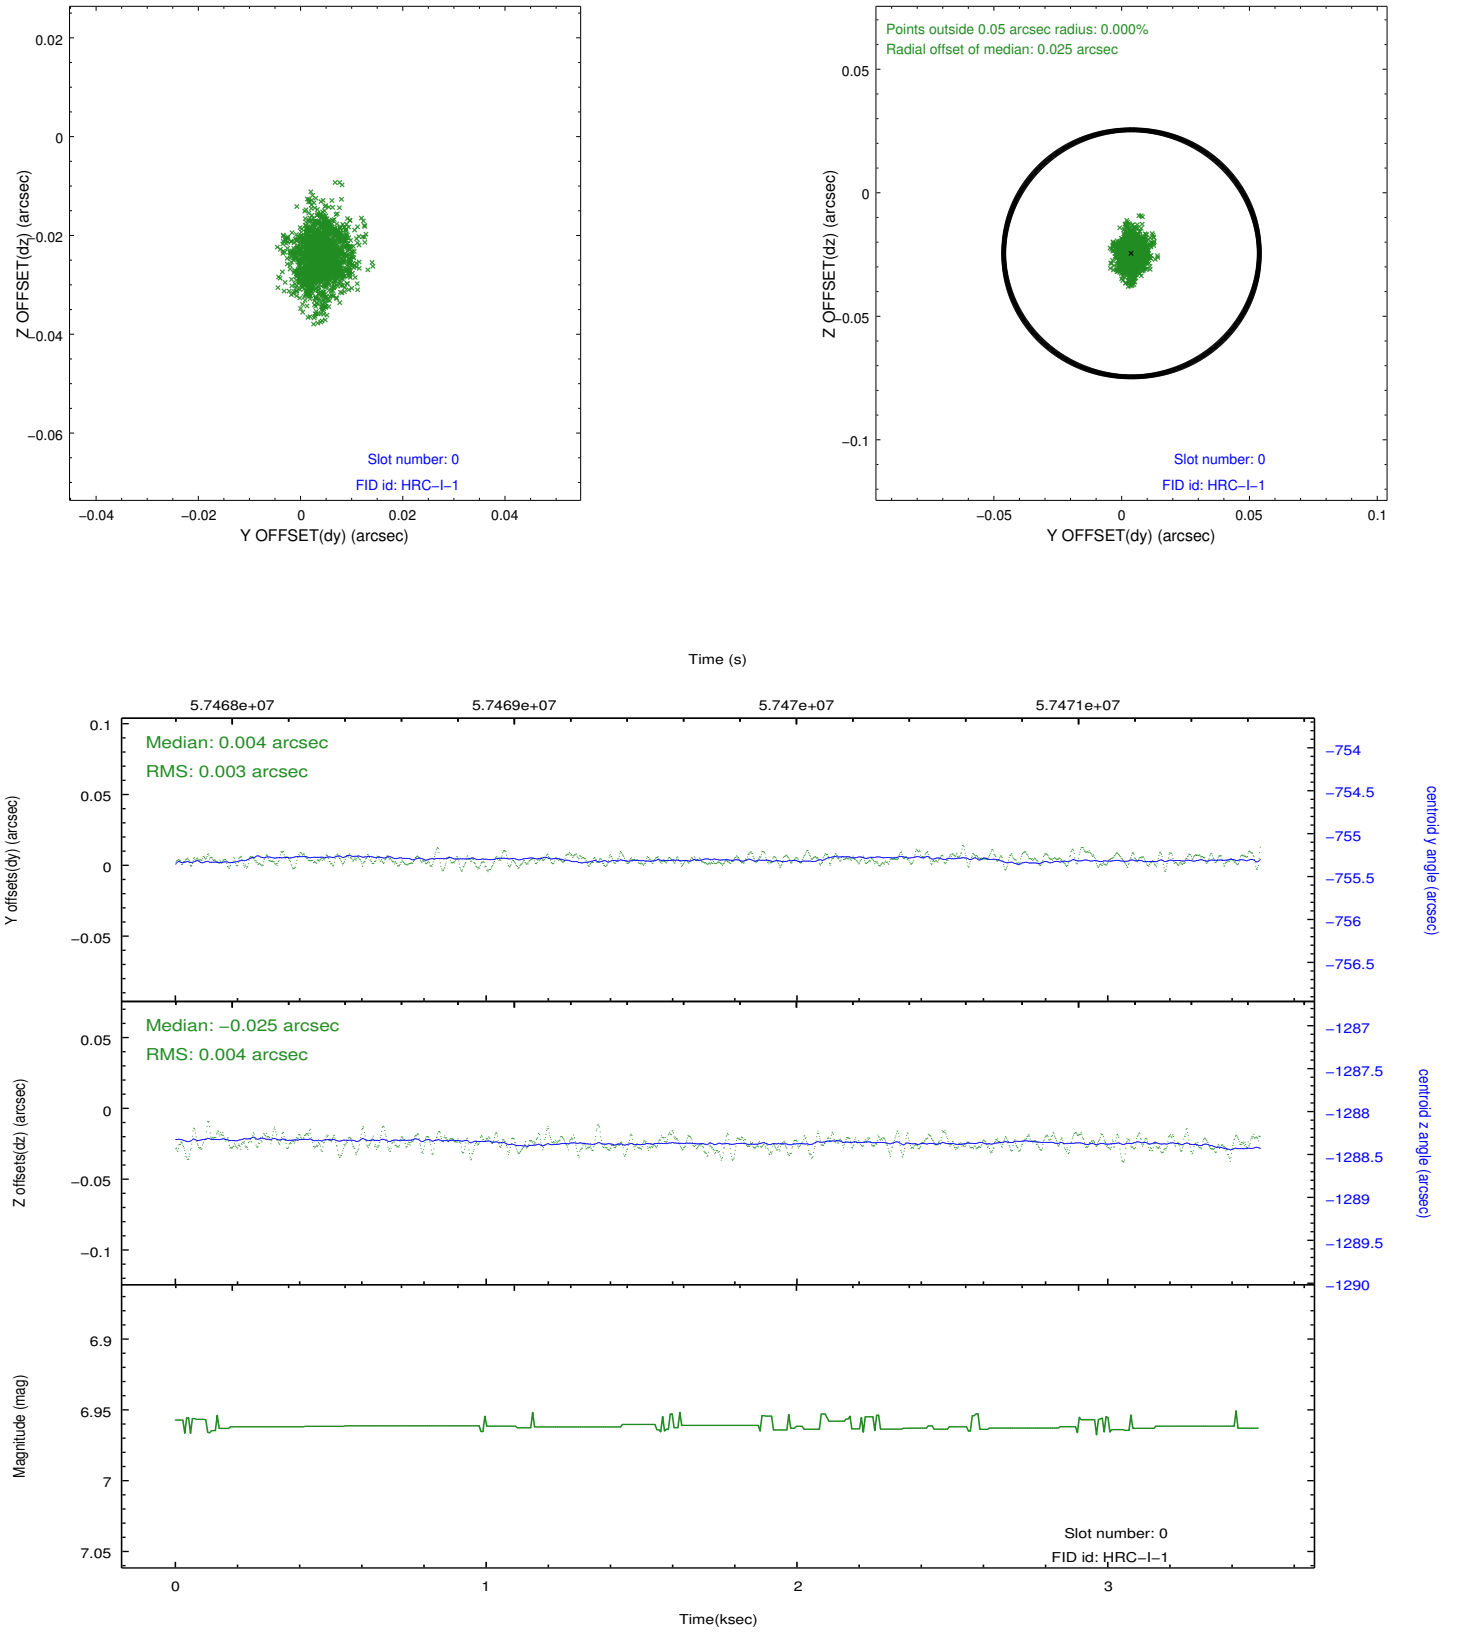 0.02
0
−0.02
−0.04
−0.06
Z OFFSET(dz) (arcsec)
Slot number: 0
FID id: HRC−I−1
−0.04
−0.02
0
0.02
0.04
Y OFFSET(dy) (arcsec)
Points outside 0.05 arcsec radius: 0.000%
Radial offset of median: 0.025 arcsec
0.05
0
−0.05
−0.1
Z OFFSET(dz) (arcsec)
Slot number: 0
FID id: HRC−I−1
−0.05
0
0.05
0.1
Y OFFSET(dy) (arcsec)
Time (s)
5.7468e+07
5.7469e+07
5.747e+07
5.7471e+07
Median: 0.004 arcsec
RMS: 0.003 arcsec
0.1
0.05
0
−0.05
Y offsets(dy) (arcsec)
−754
−754.5
−755
−755.5
−756
−756.5
centroid y angle (arcsec)
Median: −0.025 arcsec
RMS: 0.004 arcsec
0.05
0
−0.05
−0.1
Z offsets(dz) (arcsec)
−1287
−1287.5
−1288
−1288.5
−1289
−1289.5
−1290
centroid z angle (arcsec)
6.9
6.95
7
7.05
Magnitude (mag)
Slot number: 0
FID id: HRC−I−1
0
1
2
3
Time(ksec)